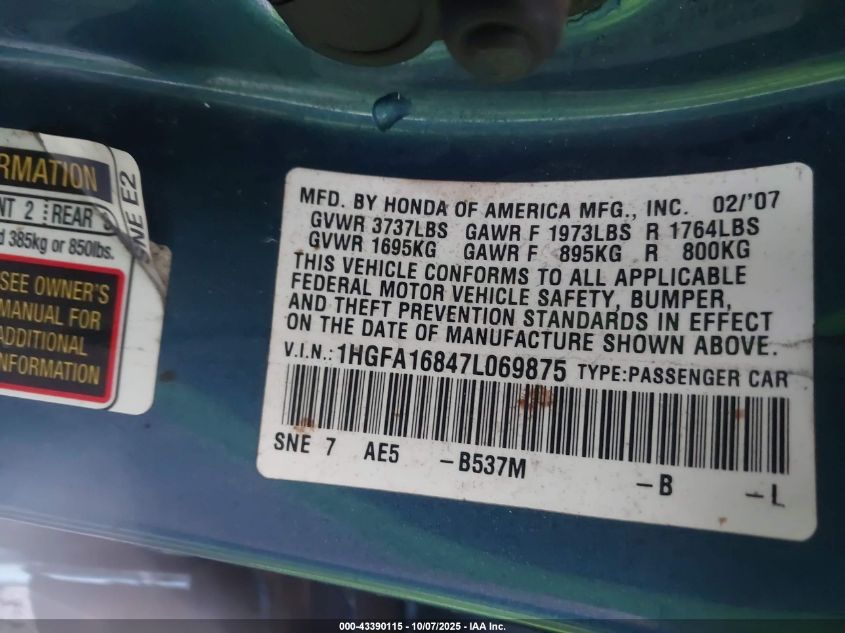 RMATION
NT 2 REAR
d 385kg or 850lbs.
SNE E2
SEE OWNER'S
MANUAL FOR
ADDITIONAL
INFORMATION
MFD. BY HONDA OF AMERICA MFG., INC. 02/'07
GVWR 3737LBS GAWR F 1973LBS R 1764LBS
GVWR 1695KG GAWR F 895KG R 800KG
THIS VEHICLE CONFORMS TO ALL APPLICABLE
FEDERAL MOTOR VEHICLE SAFETY, BUMPER,
AND THEFT PREVENTION STANDARDS IN EFFECT
ON THE DATE OF MANUFACTURE SHOWN ABOVE.
V.I.N.: 1HGFA16847L069875 TYPE:PASSENGER CAR
SNE 7 AE5 -B537M -B -L
000-43390115 - 10/07/2025 - IAA Inc.